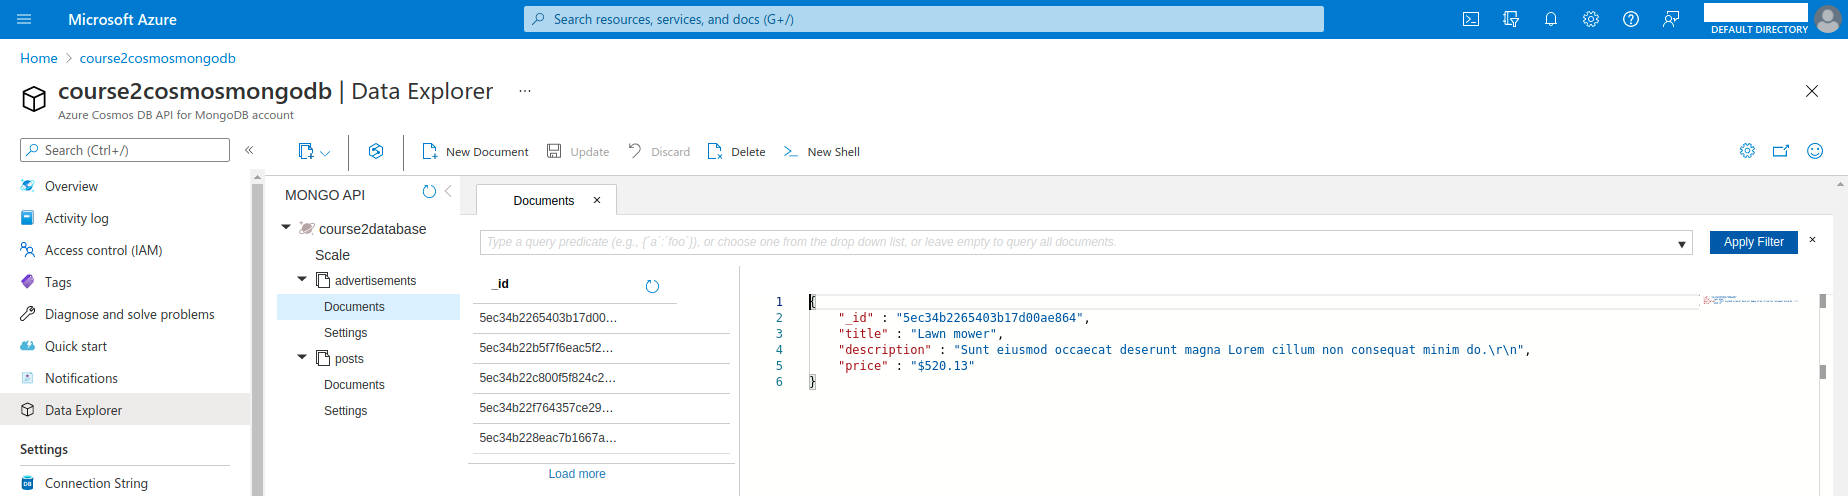 Microsoft Azure
Search resources, services, and docs (G+/)
DEFAULT DIRECTORY
Home > course2cosmosmongodb
course2cosmosmongodb | Data Explorer ...
Azure Cosmos DB API for MongoDB account
Search (Ctrl+/)
«
New Document
Update
Discard
Delete
New Shell
Overview
Activity log
Access control (IAM)
Tags
Diagnose and solve problems
Quick start
Notifications
Data Explorer
Settings
Connection String
MONGO API
course2database
Scale
advertisements
Documents
Settings
posts
Documents
Settings
Documents
Type a query predicate (e.g., {´a´:´foo´}), or choose one from the drop down list, or leave empty to query all documents.
Apply Filter
_id
5ec34b2265403b17d00...
5ec34b22b5f7f6eac5f2...
5ec34b22c800f5f824c2...
5ec34b22f764357ce29...
5ec34b228eac7b1667a...
Load more
1 {
2 "_id" : "5ec34b2265403b17d00ae864",
3 "title" : "Lawn mower",
4 "description" : "Sunt eiusmod occaecat deserunt magna Lorem cillum non consequat minim do.\r\n",
5 "price" : "$520.13"
6 }